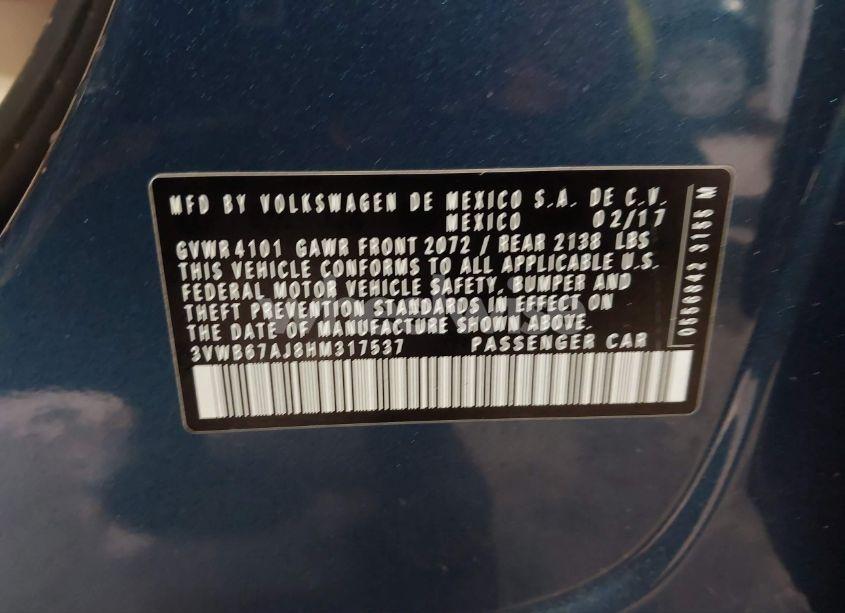 MFD BY VOLKSWAGEN DE MEXICO S.A. DE C.V.
MEXICO 02/17
GVWR 4101 GAWR FRONT 2072 / REAR 2138 LBS
THIS VEHICLE CONFORMS TO ALL APPLICABLE U.S.
FEDERAL MOTOR VEHICLE SAFETY, BUMPER AND
THEFT PREVENTION STANDARDS IN EFFECT ON
THE DATE OF MANUFACTURE SHOWN ABOVE.
3VWB67AJ8HM317537 PASSENGER CAR